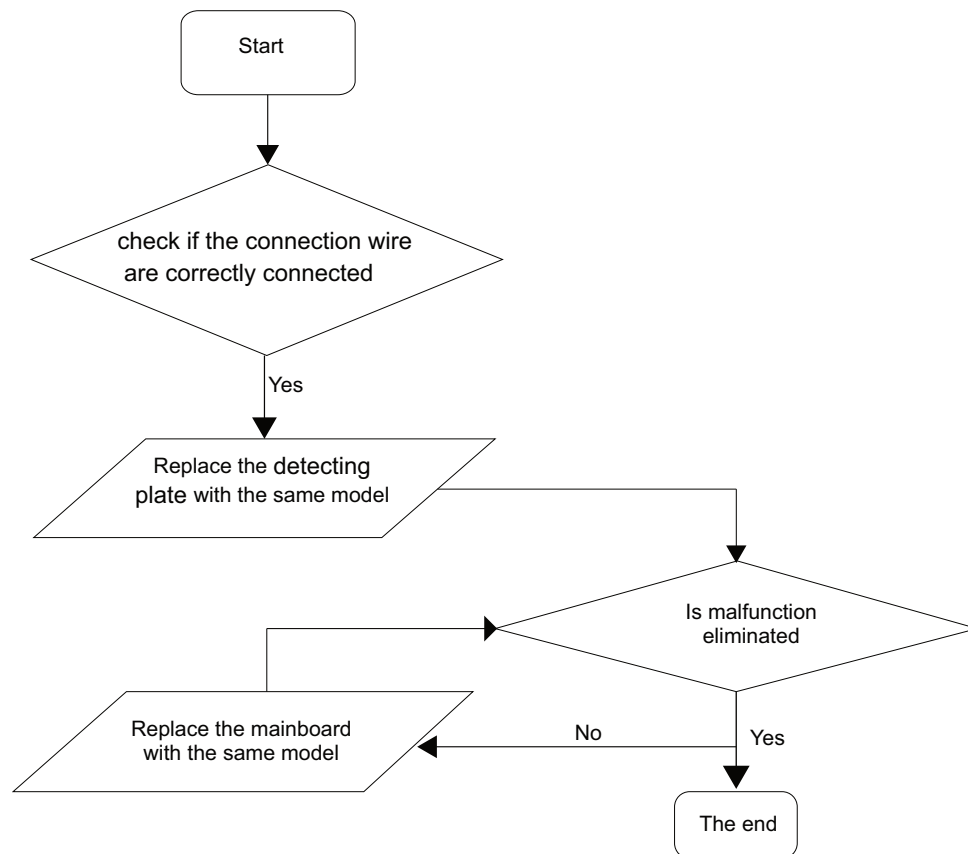 Start
check if the connection wire
are correctly connected
Yes
Replace the detecting
plate with the same model
Is malfunction
eliminated
Replace the mainboard
with the same model
No
Yes
The end